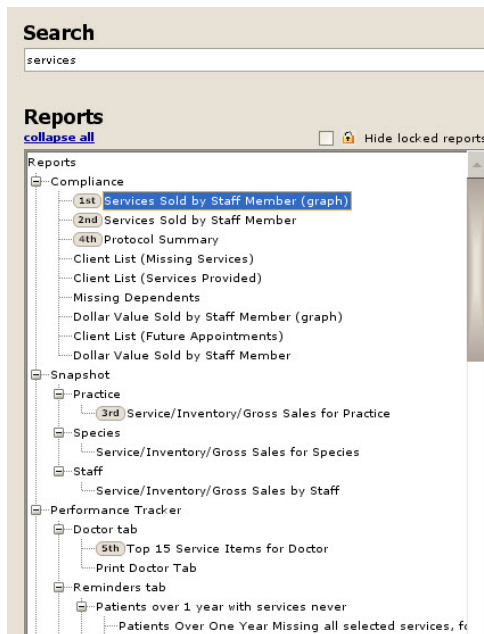 Search
services
Reports
collapse all
Hide locked reports
Reports
Compliance
1st Services Sold by Staff Member (graph)
2nd Services Sold by Staff Member
4th Protocol Summary
Client List (Missing Services)
Client List (Services Provided)
Missing Dependents
Dollar Value Sold by Staff Member (graph)
Client List (Future Appointments)
Dollar Value Sold by Staff Member
Snapshot
Practice
3rd Service/Inventory/Gross Sales for Practice
Species
Service/Inventory/Gross Sales for Species
Staff
Service/Inventory/Gross Sales by Staff
Performance Tracker
Doctor tab
5th Top 15 Service Items for Doctor
Print Doctor Tab
Reminders tab
Patients over 1 year with services never
Patients Over One Year Missing all selected services,